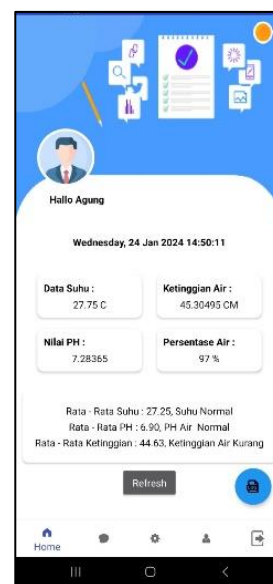 Hallo Agung
Wednesday, 24 Jan 2024 14:50:11
Data Suhu :
27.75 C
Ketinggian Air :
45.30495 CM
Nilai PH :
7.28365
Persentase Air :
97 %
Rata - Rata Suhu : 27.25, Suhu Normal
Rata - Rata PH : 6.90, PH Air Normal
Rata - Rata Ketinggian : 44.63, Ketinggian Air Kurang
Refresh
Home